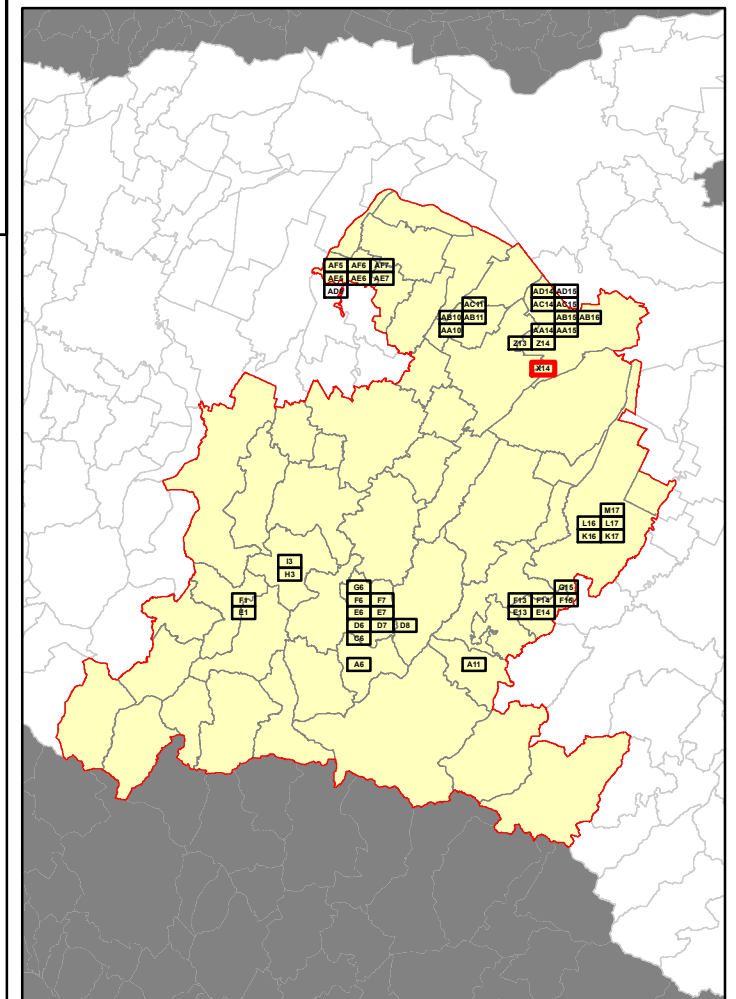 AF5 AF6 AF7
AE5 AE6 AE7
AD5
AD14 AD15
AC11 AC14 AC15
AB10 AB11 AB15 AB16
AA10 AA14 AA15
Z13 Z14
X14
M17
L16 L17
K16 K17
I3
H3
G6 G15
F1 F6 F7 F13 F14 F15
E1 E6 E7 E13 E14
D6 D7 D8
C6
A6 A11